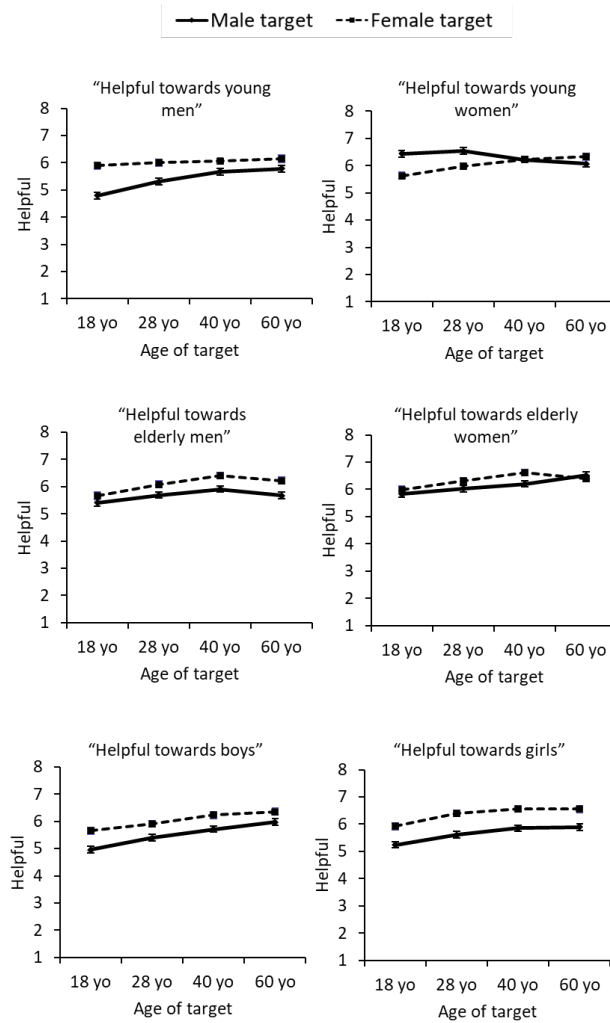 Male target Female target
“Helpful towards young
men”
8
7
6
5
4
3
2
1
Helpful
18 yo 28 yo 40 yo 60 yo
Age of target
“Helpful towards young
women”
8
7
6
5
4
3
2
1
Helpful
18 yo 28 yo 40 yo 60 yo
Age of target
“Helpful towards
elderly men”
8
7
6
5
4
3
2
1
Helpful
18 yo 28 yo 40 yo 60 yo
Age of target
“Helpful towards elderly
women”
8
7
6
5
4
3
2
1
Helpful
18 yo 28 yo 40 yo 60 yo
Age of target
“Helpful towards boys”
8
7
6
5
4
3
2
1
Helpful
18 yo 28 yo 40 yo 60 yo
Age of target
“Helpful towards girls”
8
7
6
5
4
3
2
1
Helpful
18 yo 28 yo 40 yo 60 yo
Age of target